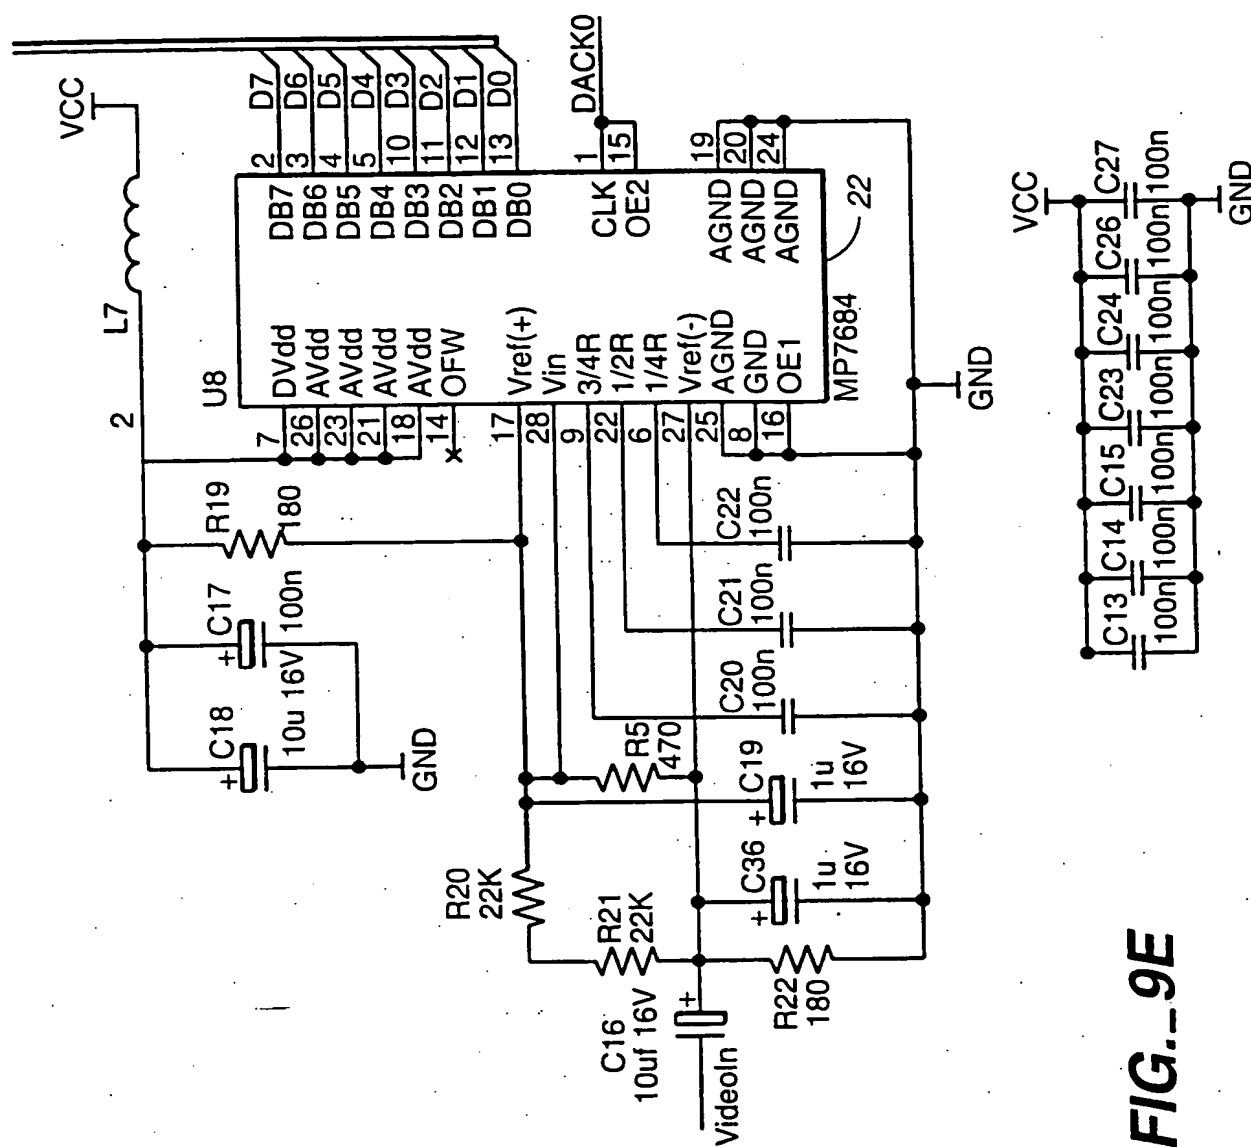 VCC
L7
2
R19
180
C17
100n
C18
10u 16V
GND
U8
7
DVdd
26
AVdd
23
AVdd
21
AVdd
18
AVdd
14
OFW
17
Vref(+)
28
Vin
9
3/4R
22
1/2R
6
1/4R
27
Vref(-)
25
AGND
8
GND
16
OE1
DB7
2
D7
DB6
3
D6
DB5
4
D5
DB4
5
D4
DB3
10
D3
DB2
11
D2
DB1
12
D1
DB0
13
D0
CLK
1
DACK0
OE2
15
AGND
19
AGND
20
AGND
24
MP7684
22
GND
R20
22K
R21
22K
R5
470
C16
10uf 16V
+
VideoIn
R22
180
C36
+
1u
16V
C19
+
1u
16V
C20
100n
C21
100n
C22
100n
+
+
VCC
C13
100n
C14
100n
C15
100n
C23
100n
C24
100n
C26
100n
C27
100n
GND
FIG._9E